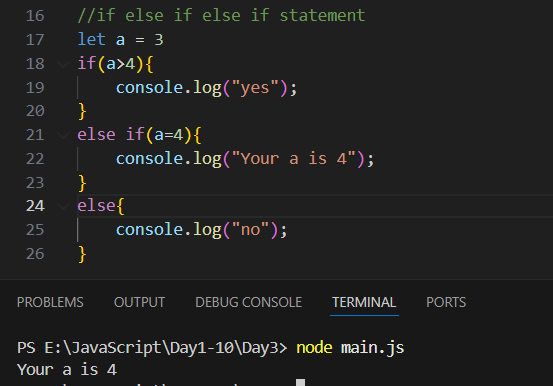 16 //if else if else if statement
17 let a = 3
18 if(a>4){
19 console.log("yes");
20 }
21 else if(a=4){
22 console.log("Your a is 4");
23 }
24 else{
25 console.log("no");
26 }
PROBLEMS OUTPUT DEBUG CONSOLE TERMINAL PORTS
PS E:\JavaScript\Day1-10\Day3> node main.js
Your a is 4